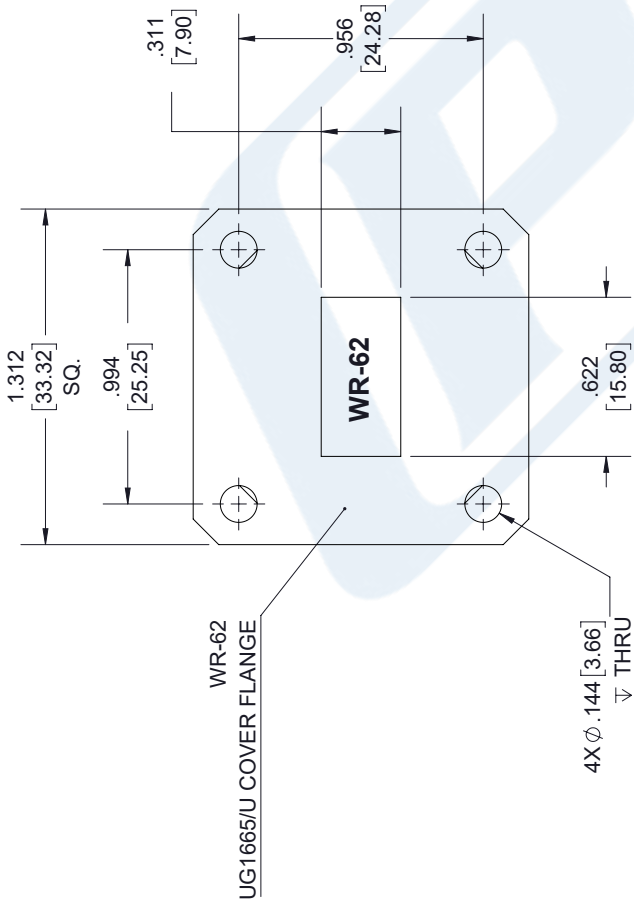 1.312
[33.32]
SQ.
.994
[25.25]
.311
[7.90]
.956
[24.28]
WR-62
WR-62
UG1665/U COVER FLANGE
.622
[15.80]
4X ⌀ .144 [3.66]
↧ THRU